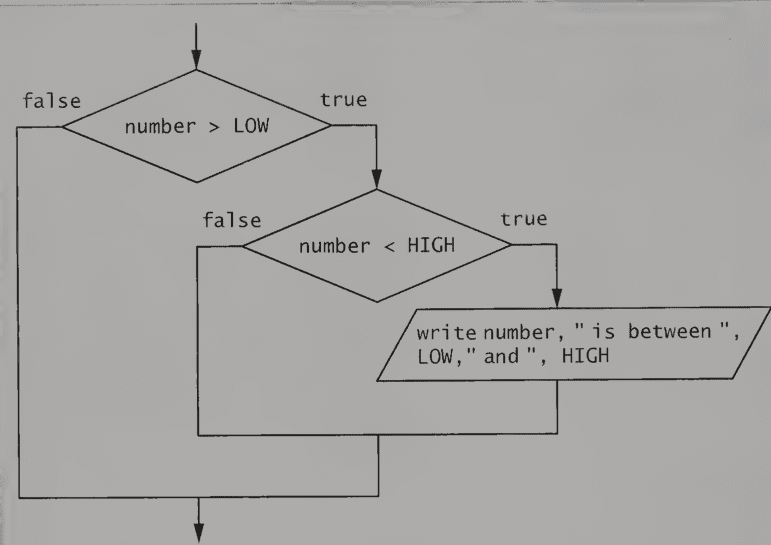 false
true
number > LOW
false
true
number < HIGH
write number, " is between ",
LOW," and ", HIGH